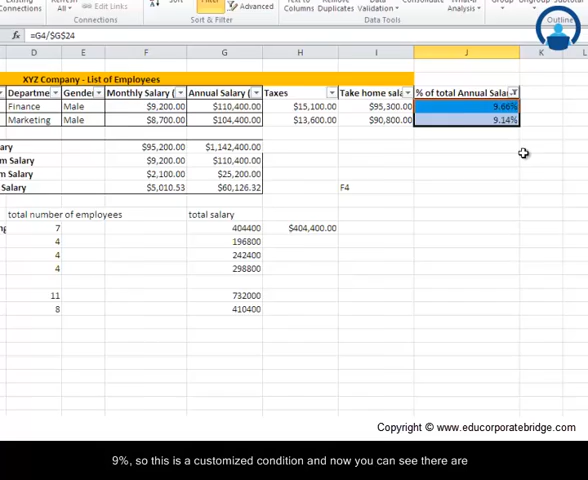 Existing Connections Refresh All Edit Links Sort Filter Advanced Text to Columns Remove Duplicates Data Validation Consolidate What-If Analysis Group Ungroup Subtotal
Connections Sort & Filter Data Tools Outline
=G4/$G$24
D E F G H I J K L
XYZ Company - List of Employees
Departme Gende Monthly Salary ( Annual Salary ( Taxes Take home sala % of total Annual Salar
Finance Male $9,200.00 $110,400.00 $15,100.00 $95,300.00 9.66%
Marketing Male $8,700.00 $104,400.00 $13,600.00 $90,800.00 9.14%
ary $95,200.00 $1,142,400.00
m Salary $9,200.00 $110,400.00
m Salary $2,100.00 $25,200.00
Salary $5,010.53 $60,126.32 F4
total number of employees total salary
ng 7 404400 $404,400.00
4 196800
4 242400
4 298800
11 732000
8 410400
Copyright © www.educorporatebridge.com
9%, so this is a customized condition and now you can see there are